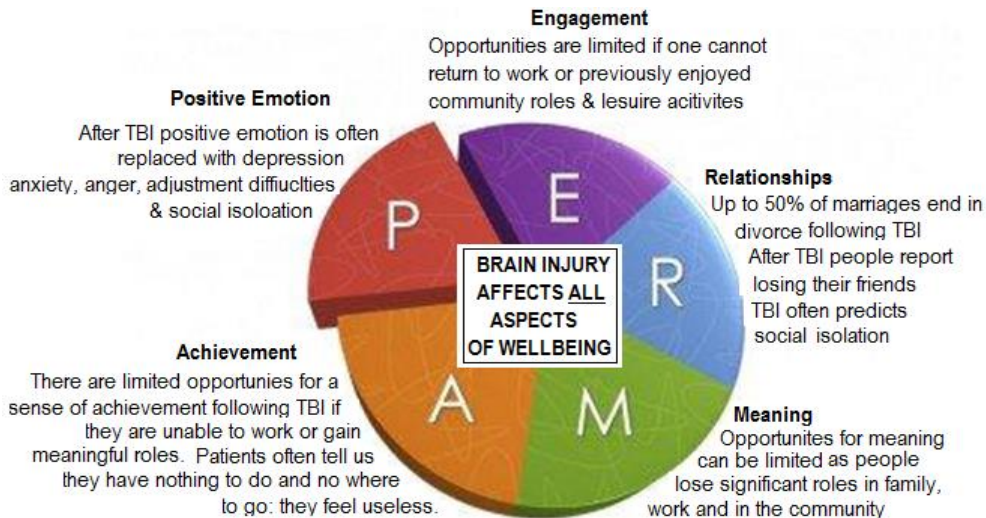 Engagement
Opportunities are limited if one cannot
return to work or previously enjoyed
community roles & lesuire acitivites
Positive Emotion
After TBI positive emotion is often
replaced with depression
anxiety, anger, adjustment diffiuclties
& social isoloation
Relationships
Up to 50% of marriages end in
divorce following TBI
After TBI people report
losing their friends
TBI often predicts
social isolation
P
E
R
M
A
BRAIN INJURY
AFFECTS ALL
ASPECTS
OF WELLBEING
Achievement
There are limited opportunies for a
sense of achievement following TBI if
they are unable to work or gain
meaningful roles. Patients often tell us
they have nothing to do and no where
to go: they feel useless.
Meaning
Opportunites for meaning
can be limited as people
lose significant roles in family,
work and in the community